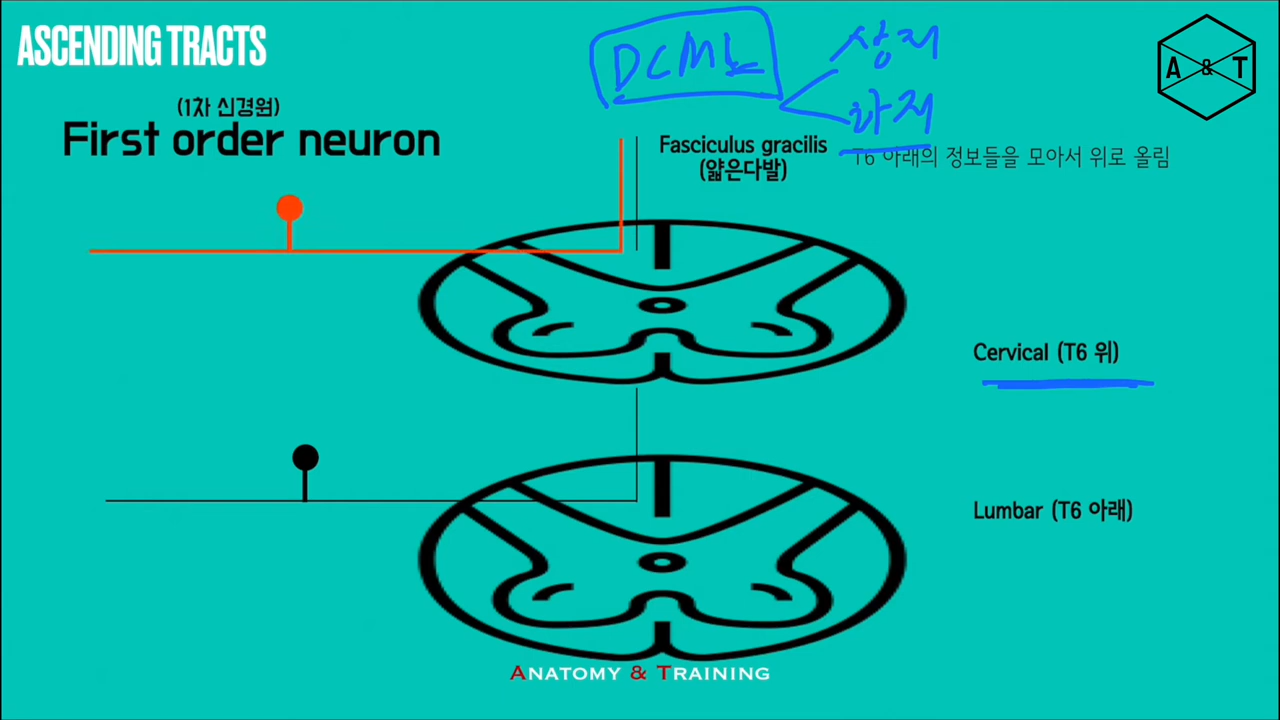 ASCENDING TRACTS
DCML
상지
하지
A & T
(1차 신경원)
First order neuron
Fasciculus gracilis
(얇은다발)
T6 아래의 정보들을 모아서 위로 올림
Cervical (T6 위)
Lumbar (T6 아래)
ANATOMY & TRAINING